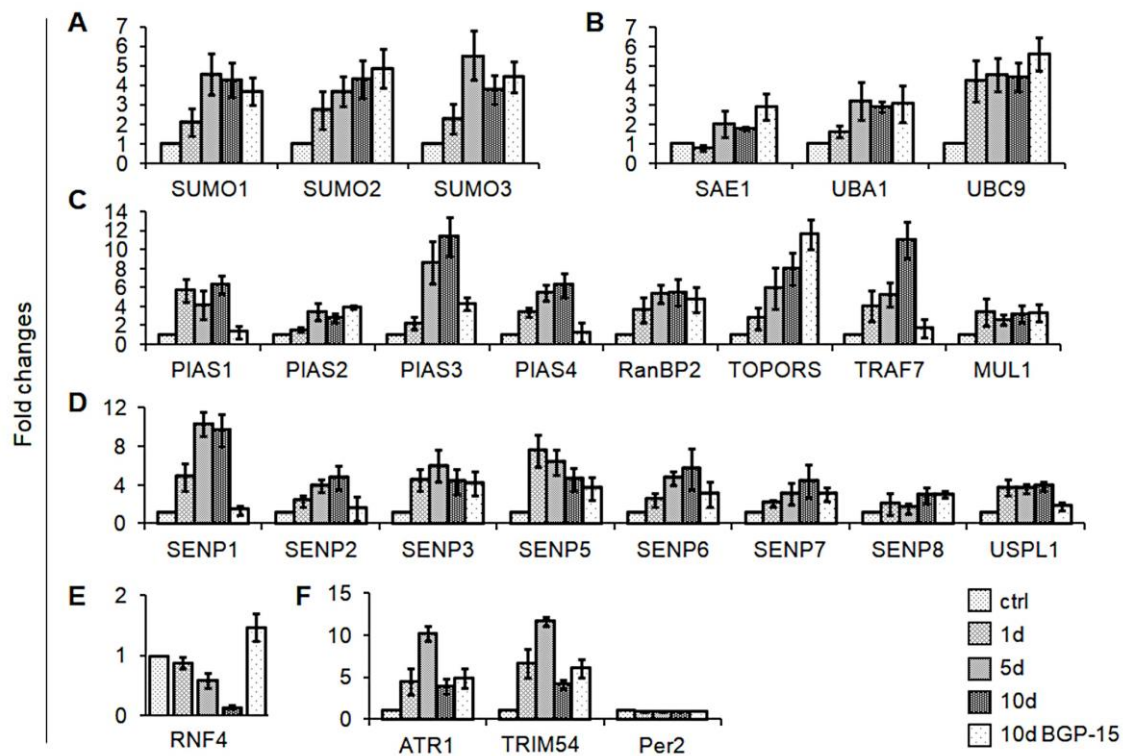 Fold changes
A
7
6
5
4
3
2
1
0
SUMO1 SUMO2 SUMO3
B
7
6
5
4
3
2
1
0
SAE1 UBA1 UBC9
C
14
12
10
8
6
4
2
0
PIAS1 PIAS2 PIAS3 PIAS4 RanBP2 TOPORS TRAF7 MUL1
D
12
8
4
0
SENP1 SENP2 SENP3 SENP5 SENP6 SENP7 SENP8 USPL1
E
2
1
0
RNF4
F
15
10
5
0
ATR1 TRIM54 Per2
ctrl
1d
5d
10d
10d BGP-15